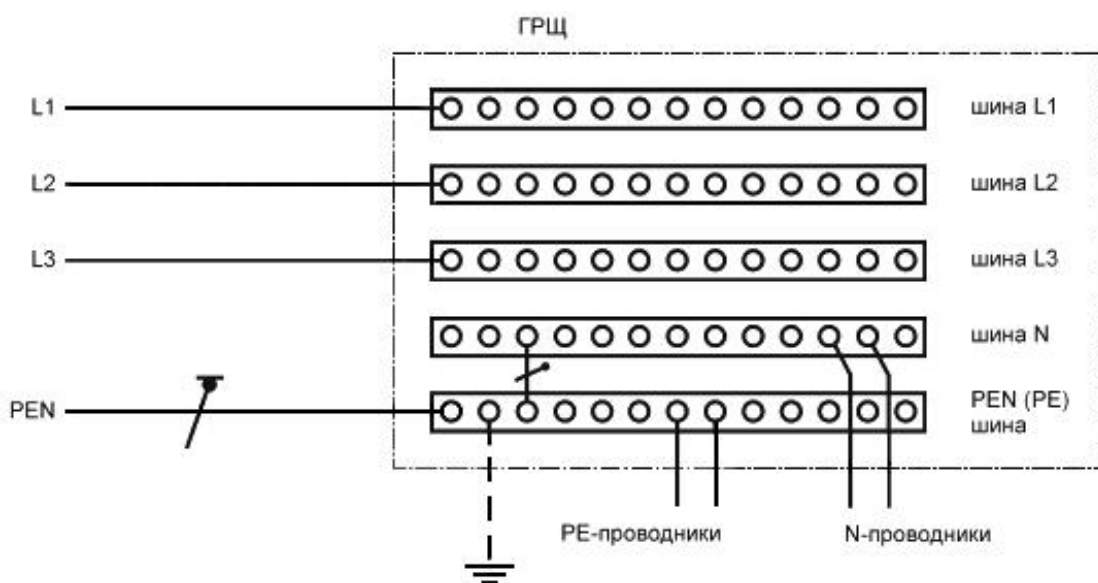 ГРЩ
L1
шина L1
L2
шина L2
L3
шина L3
шина N
PEN
PEN (PE)
шина
PE-проводники
N-проводники